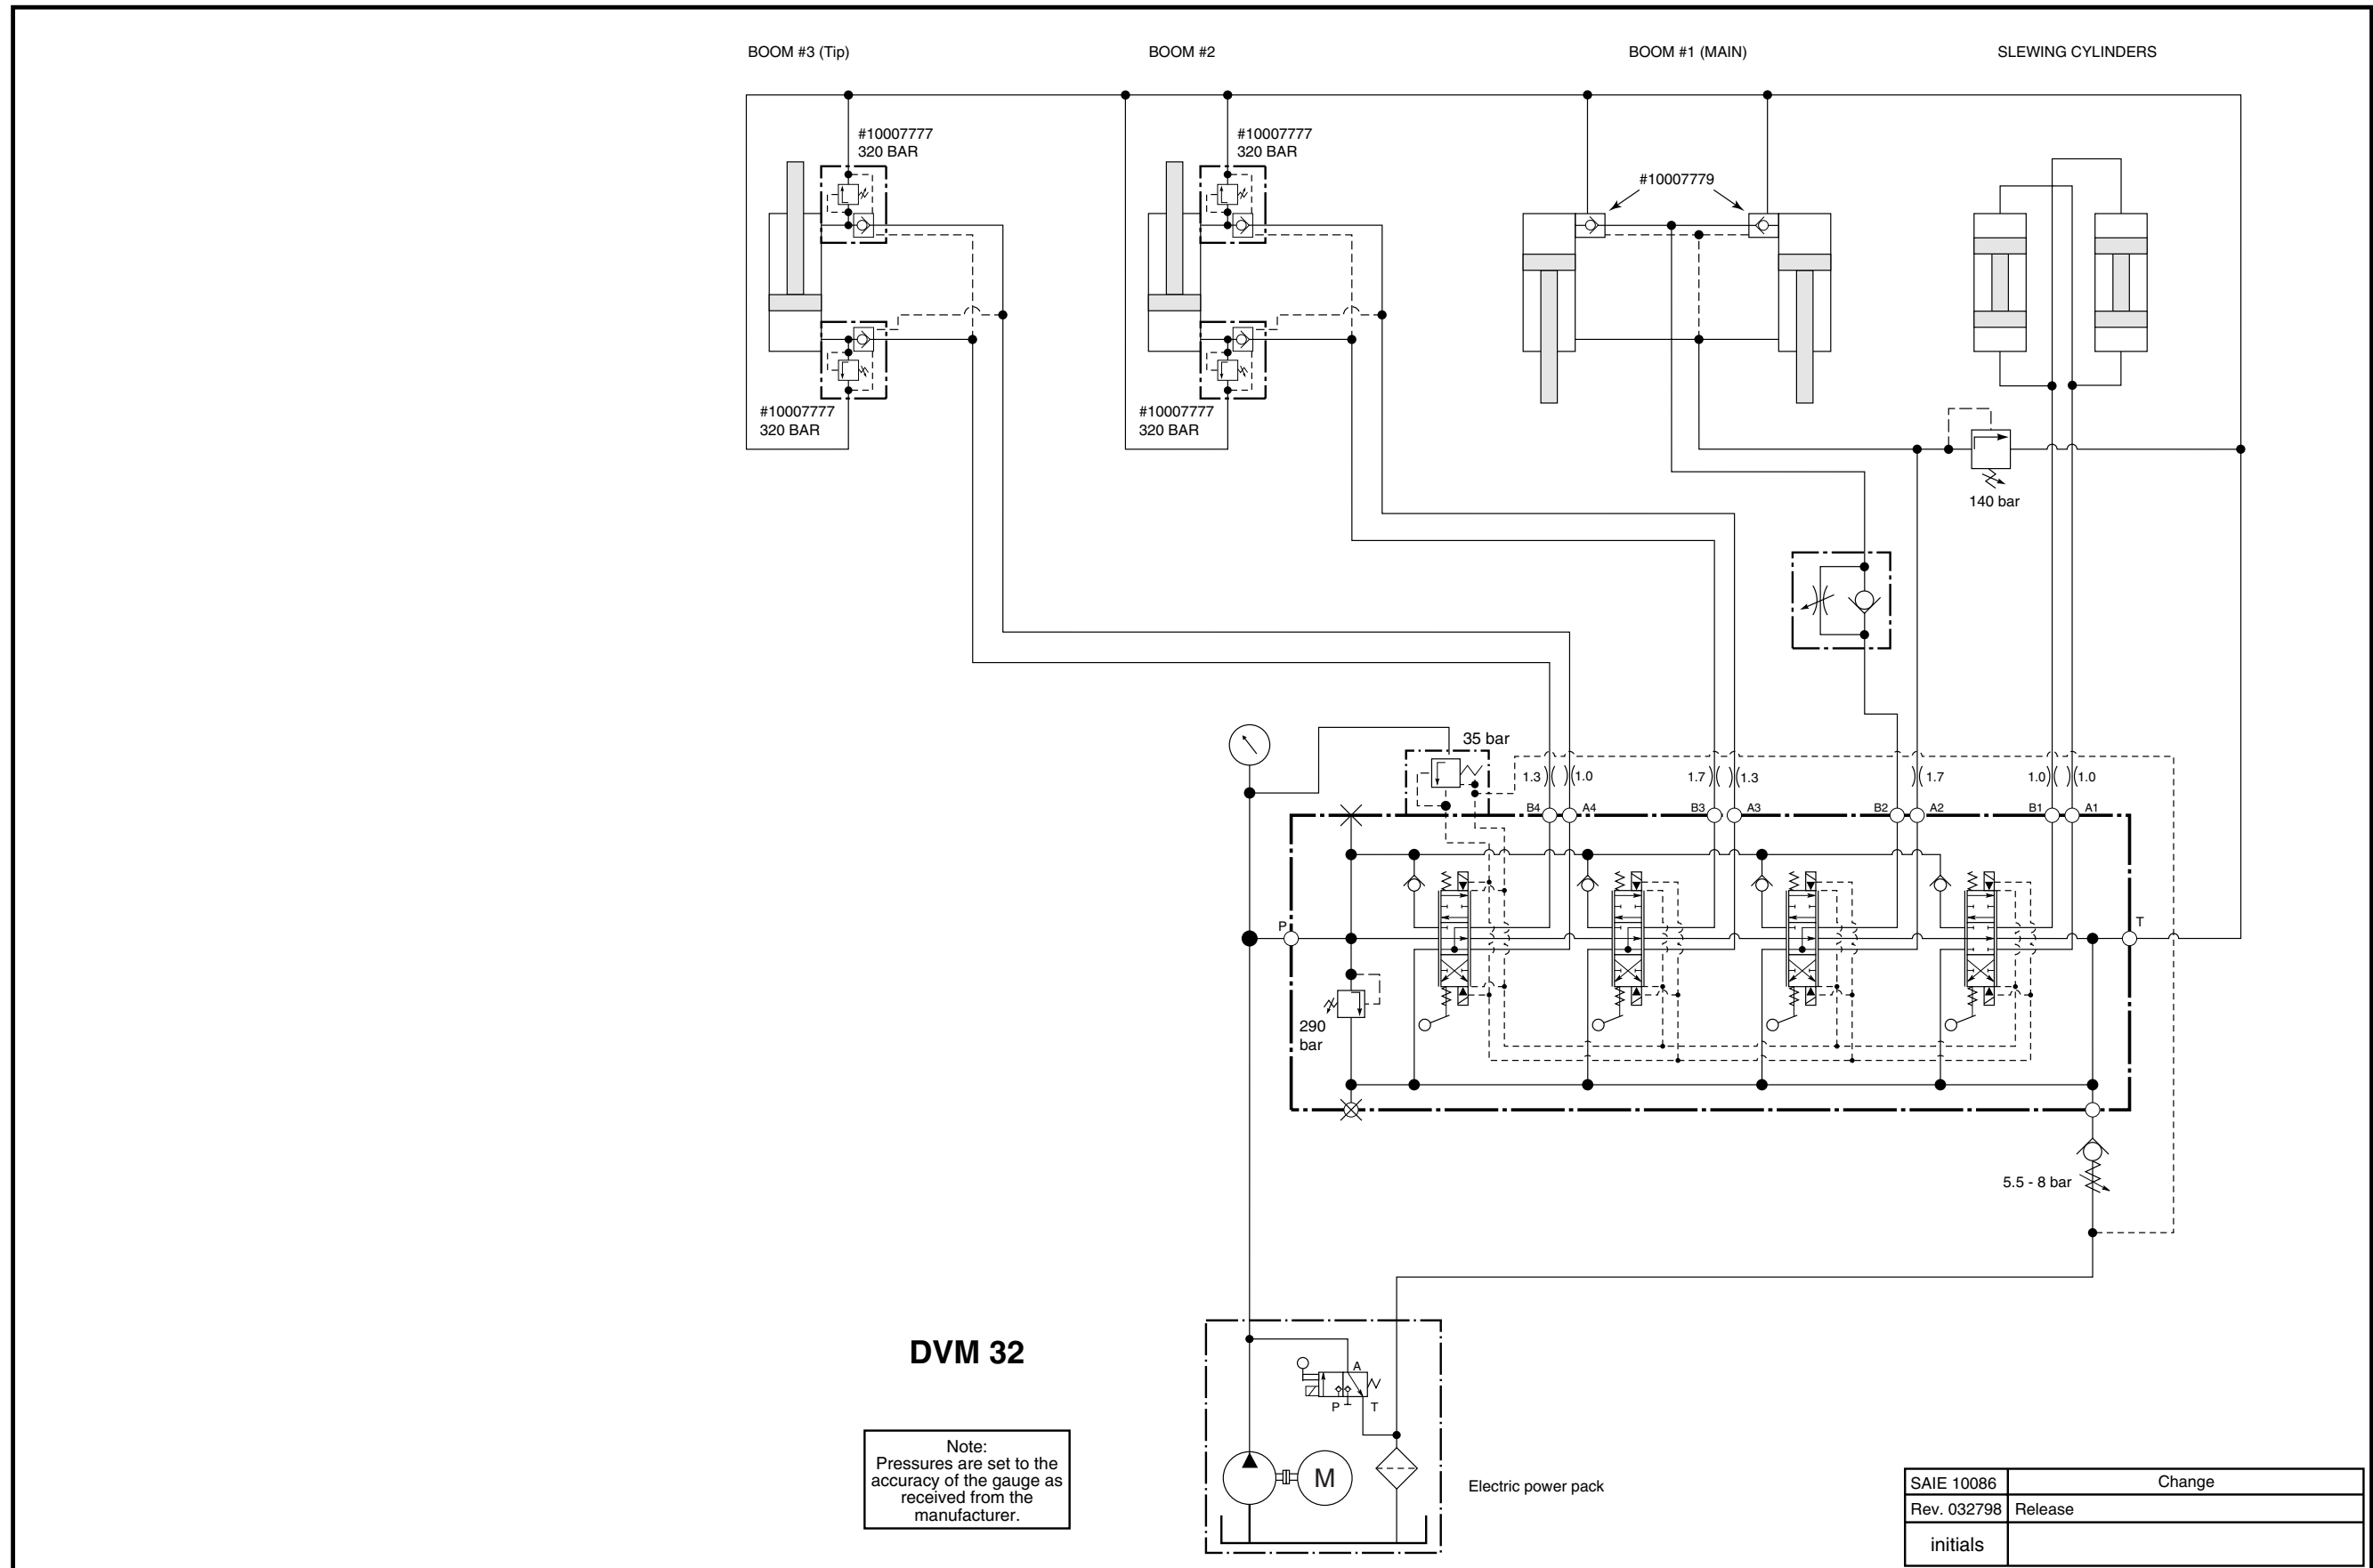 BOOM #3 (Tip)
BOOM #2
BOOM #1 (MAIN)
SLEWING CYLINDERS
#10007777
320 BAR
#10007777
320 BAR
#10007779
#10007777
320 BAR
#10007777
320 BAR
140 bar
35 bar
1.3
1.0
1.7
1.3
1.7
1.0
1.0
B4
A4
B3
A3
B2
A2
B1
A1
P
T
290
bar
5.5 - 8 bar
DVM 32
A
P
T
M
Electric power pack
Note:
Pressures are set to the
accuracy of the gauge as
received from the
manufacturer.
SAIE 10086
Change
Rev. 032798
Release
initials